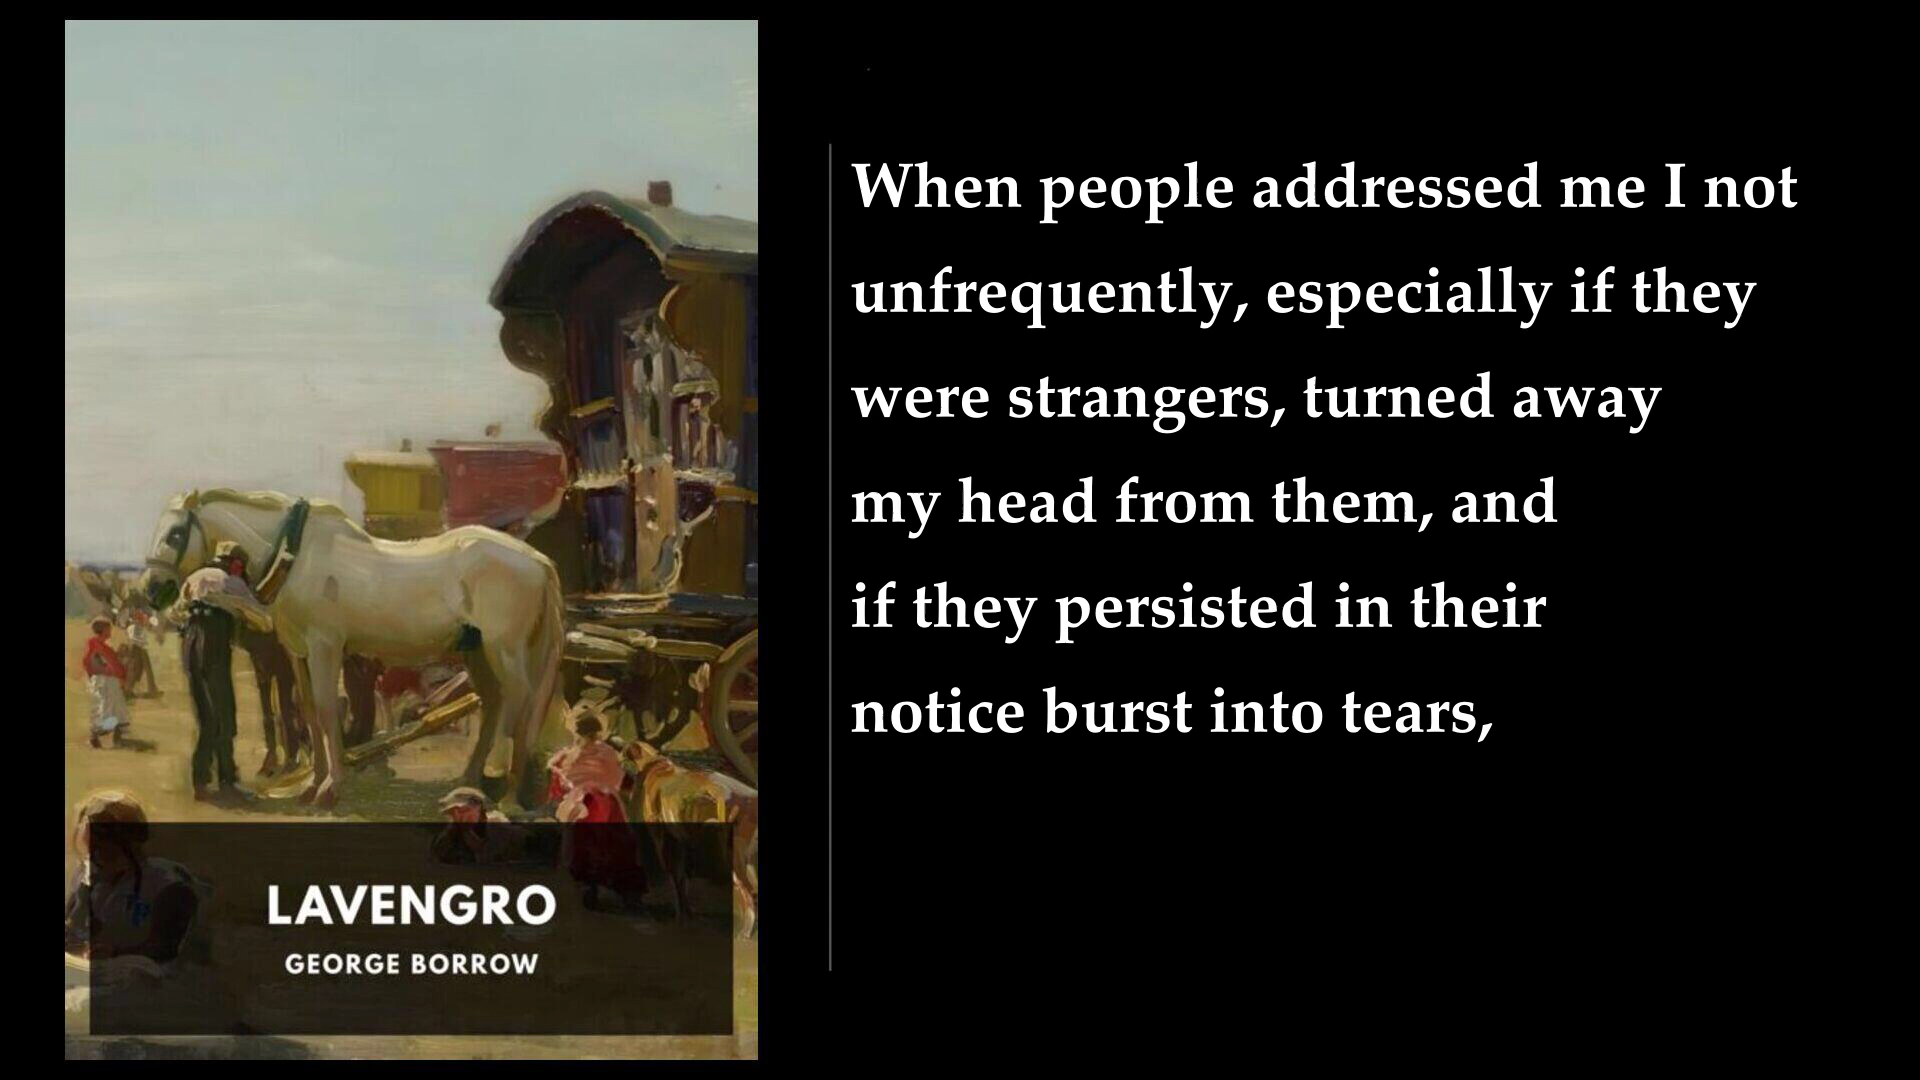 When people addressed me I not
unfrequently, especially if they
were strangers, turned away
my head from them, and
if they persisted in their
notice burst into tears,
LAVENGRO
GEORGE BORROW